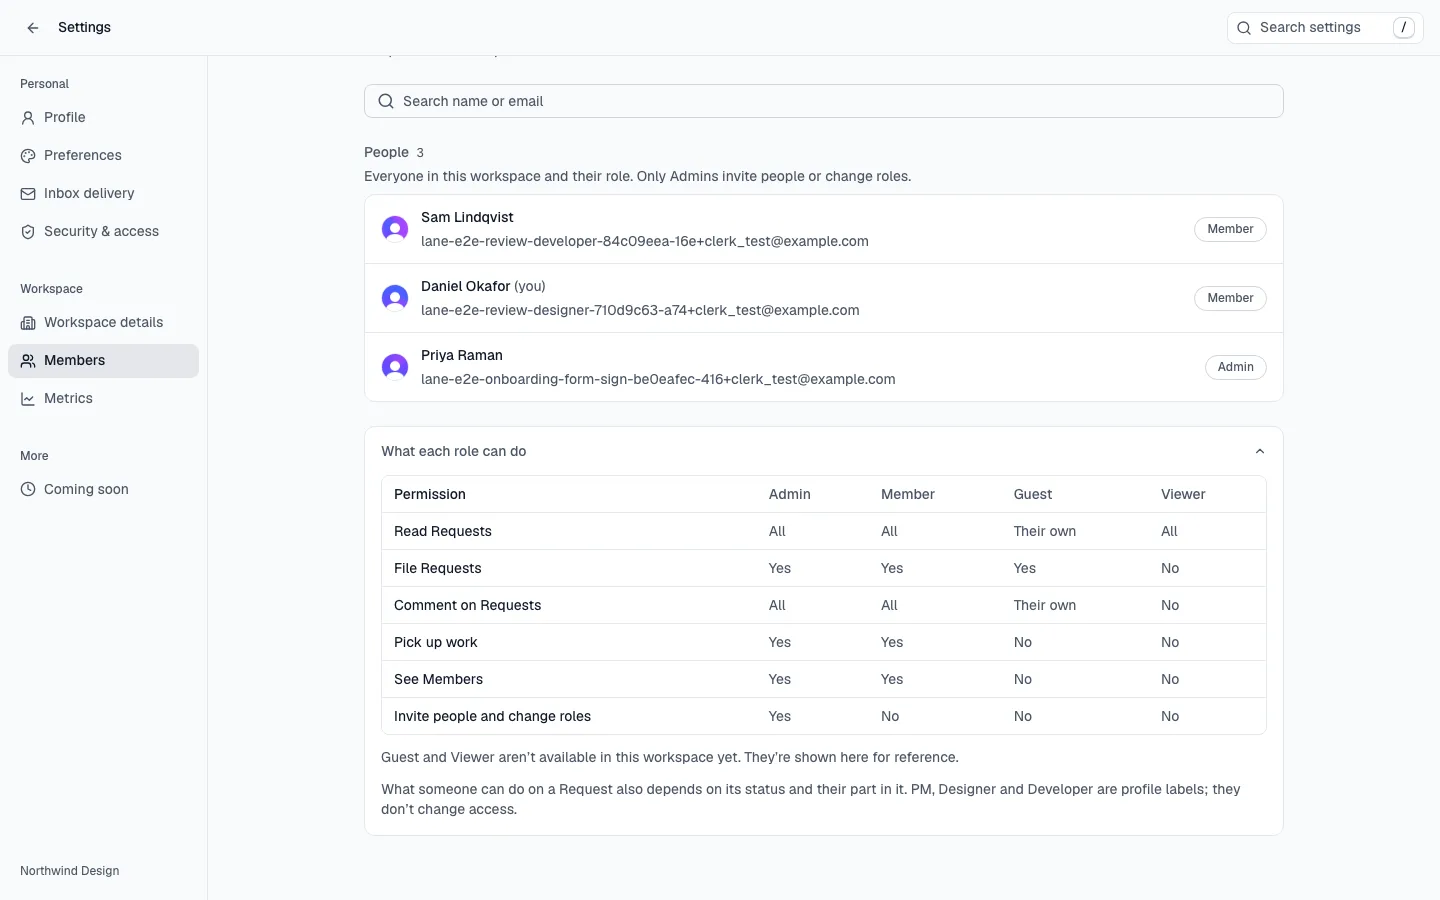 Settings
Search settings
/
Personal
Profile
Preferences
Inbox delivery
Security & access
Workspace
Workspace details
Members
Metrics
More
Coming soon
Northwind Design
Search name or email
People 3
Everyone in this workspace and their role. Only Admins invite people or change roles.
Sam Lindqvist
lane-e2e-review-developer-84c09eea-16e+clerk_test@example.com
Member
Daniel Okafor (you)
lane-e2e-review-designer-710d9c63-a74+clerk_test@example.com
Member
Priya Raman
lane-e2e-onboarding-form-sign-be0eafec-416+clerk_test@example.com
Admin
What each role can do
Permission Admin Member Guest Viewer
Read Requests All All Their own All
File Requests Yes Yes Yes No
Comment on Requests All All Their own No
Pick up work Yes Yes No No
See Members Yes Yes No No
Invite people and change roles Yes No No No
Guest and Viewer aren’t available in this workspace yet. They’re shown here for reference.
What someone can do on a Request also depends on its status and their part in it. PM, Designer and Developer are profile labels; they
don’t change access.